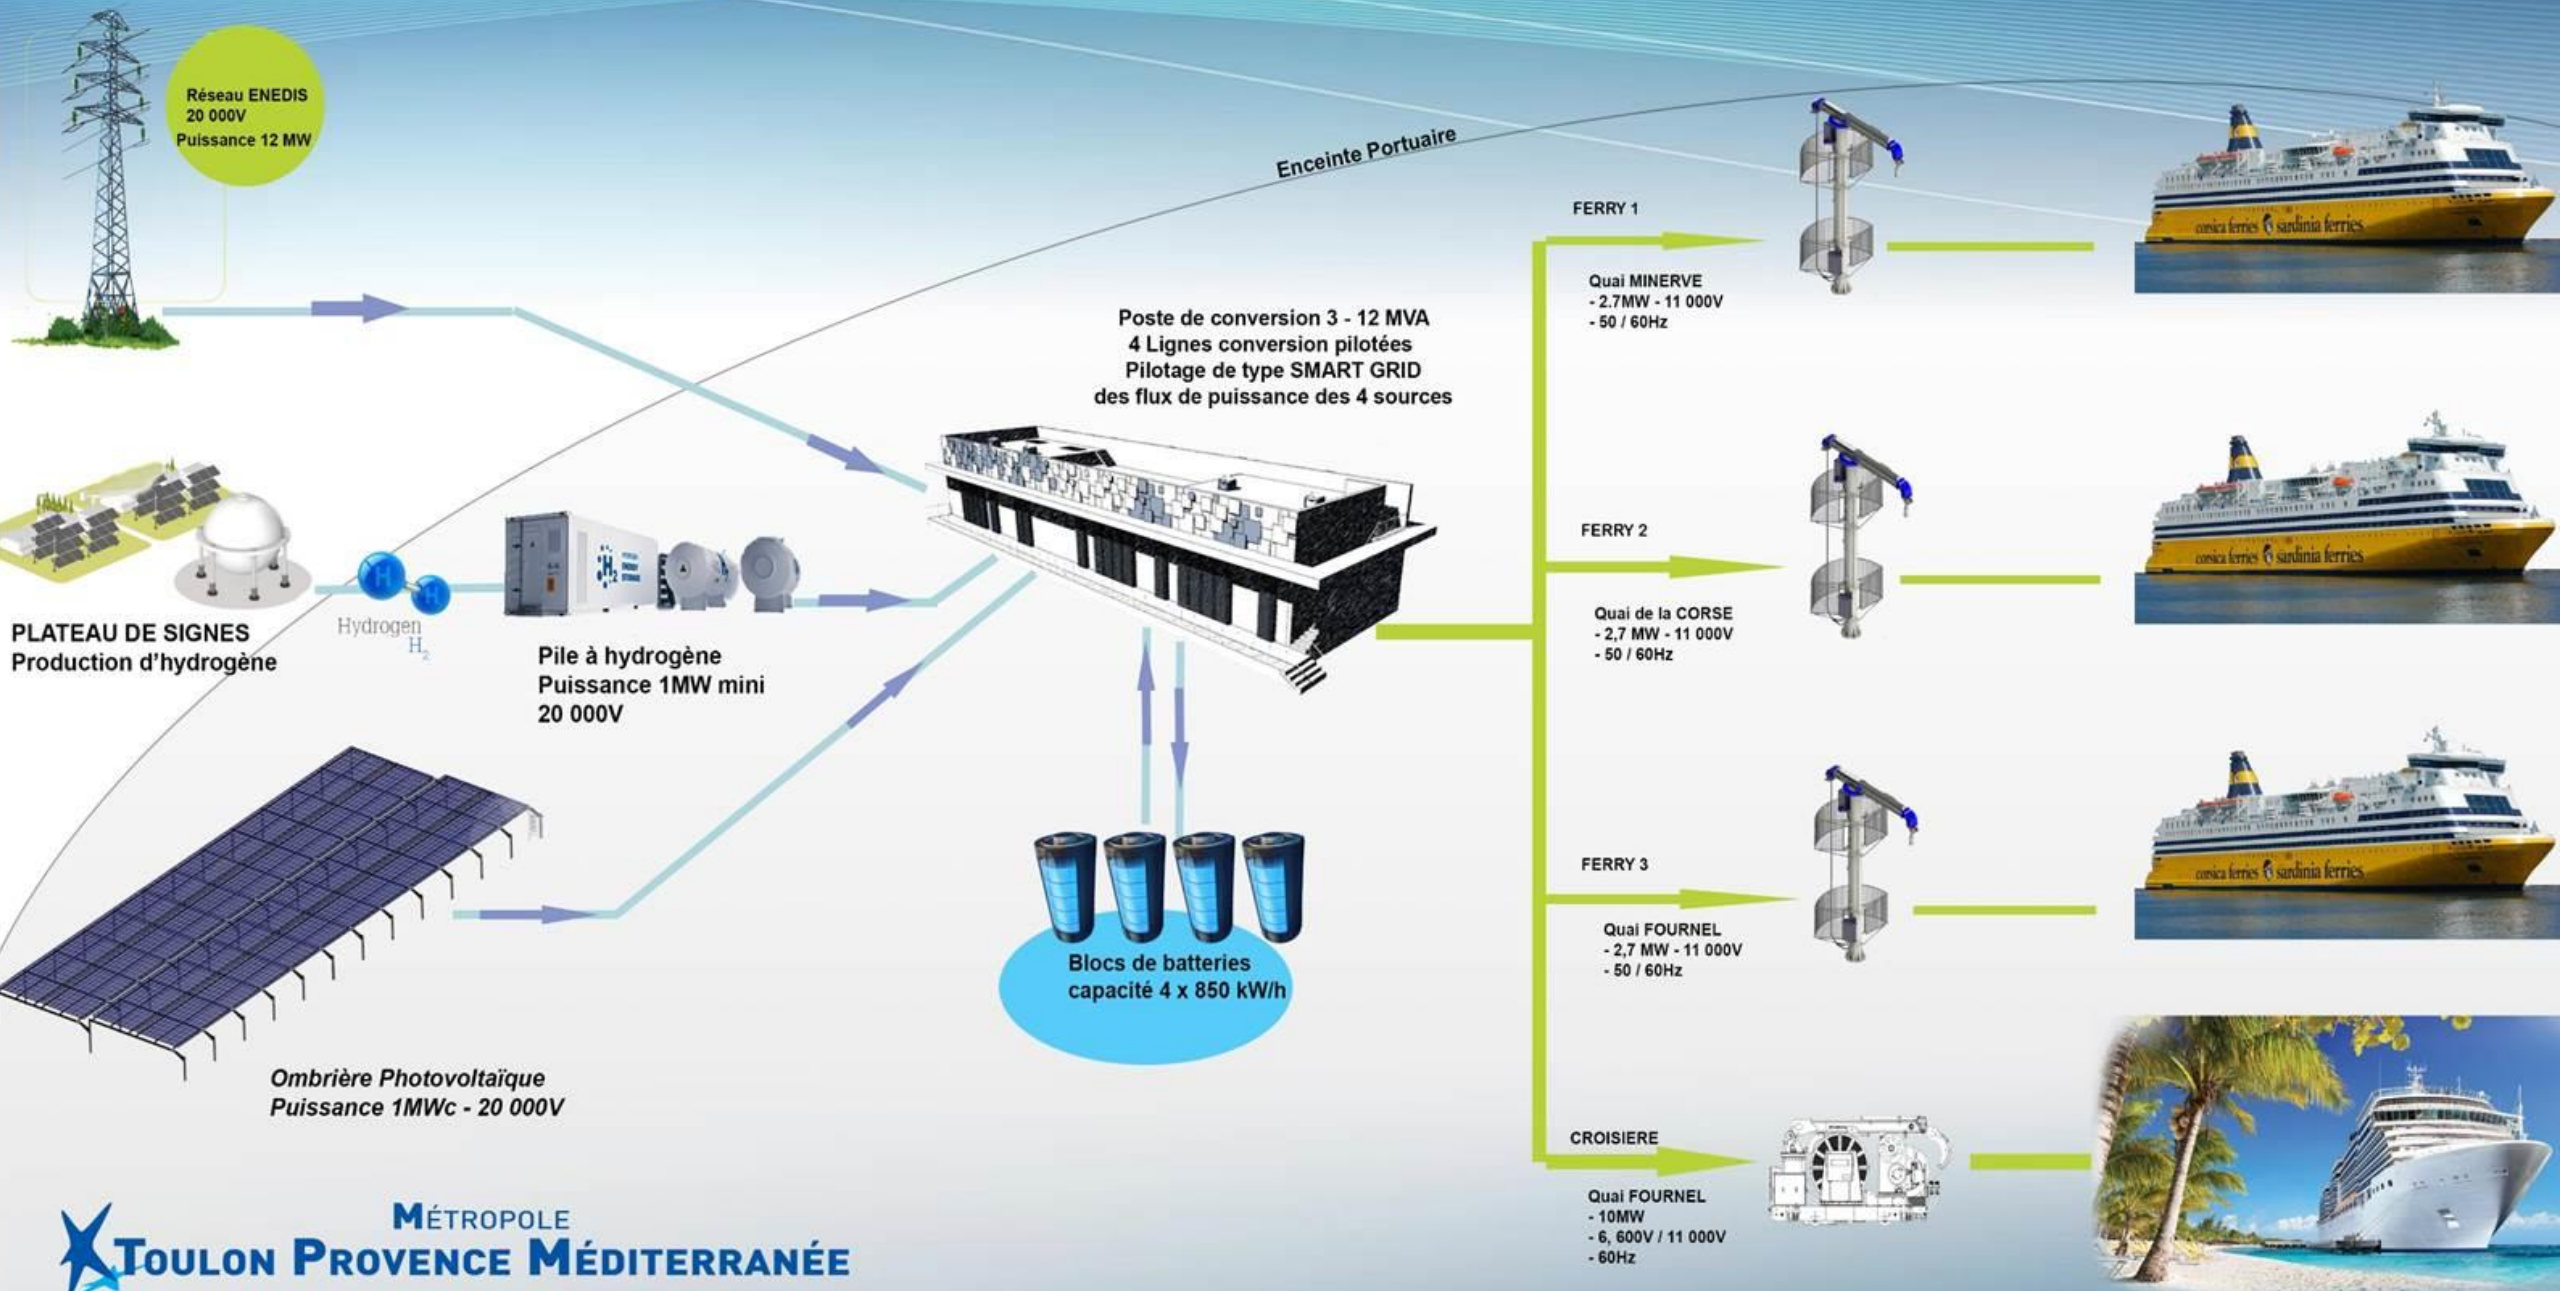 Réseau ENEDIS
20 000V
Puissance 12 MW
Enceinte Portuaire
Poste de conversion 3 - 12 MVA
4 Lignes conversion pilotées
Pilotage de type SMART GRID
des flux de puissance des 4 sources
PLATEAU DE SIGNES
Production d'hydrogène
H H
Hydrogen
H₂
H₂
Pile à hydrogène
Puissance 1MW mini
20 000V
Ombrière Photovoltaïque
Puissance 1MWc - 20 000V
Blocs de batteries
capacité 4 x 850 kW/h
FERRY 1
Quai MINERVE
- 2.7MW - 11 000V
- 50 / 60Hz
corsica ferries sardinia ferries
FERRY 2
Quai de la CORSE
- 2,7 MW - 11 000V
- 50 / 60Hz
corsica ferries sardinia ferries
FERRY 3
Quai FOURNEL
- 2,7 MW - 11 000V
- 50 / 60Hz
corsica ferries sardinia ferries
CROISIERE
Quai FOURNEL
- 10MW
- 6, 600V / 11 000V
- 60Hz
MÉTROPOLE
TOULON PROVENCE MÉDITERRANÉE